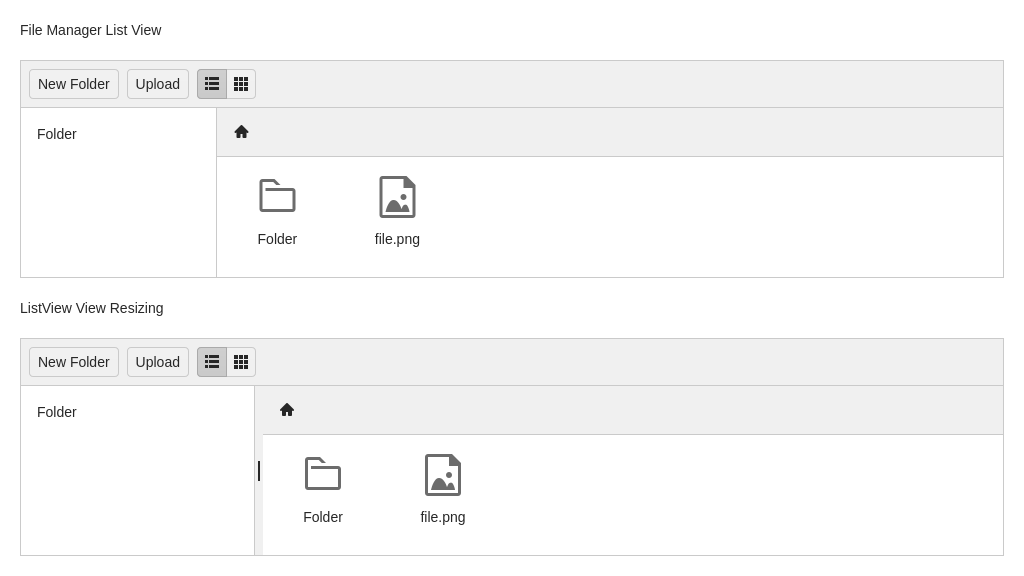 File Manager List View
New Folder Upload
Folder
Folder file.png
ListView View Resizing
New Folder Upload
Folder
Folder file.png